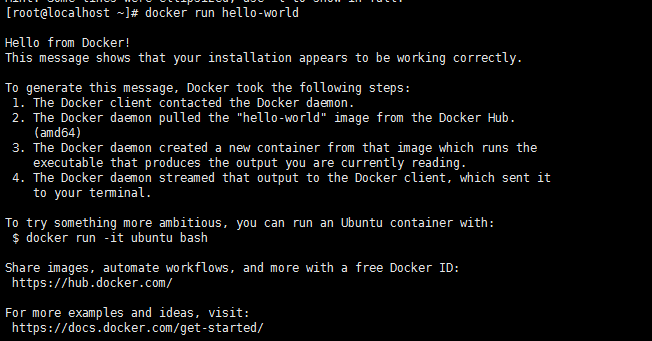 [root@localhost ~]# docker run hello-world
Hello from Docker!
This message shows that your installation appears to be working correctly.
To generate this message, Docker took the following steps:
1. The Docker client contacted the Docker daemon.
2. The Docker daemon pulled the "hello-world" image from the Docker Hub.
(amd64)
3. The Docker daemon created a new container from that image which runs the
executable that produces the output you are currently reading.
4. The Docker daemon streamed that output to the Docker client, which sent it
to your terminal.
To try something more ambitious, you can run an Ubuntu container with:
$ docker run -it ubuntu bash
Share images, automate workflows, and more with a free Docker ID:
https://hub.docker.com/
For more examples and ideas, visit:
https://docs.docker.com/get-started/